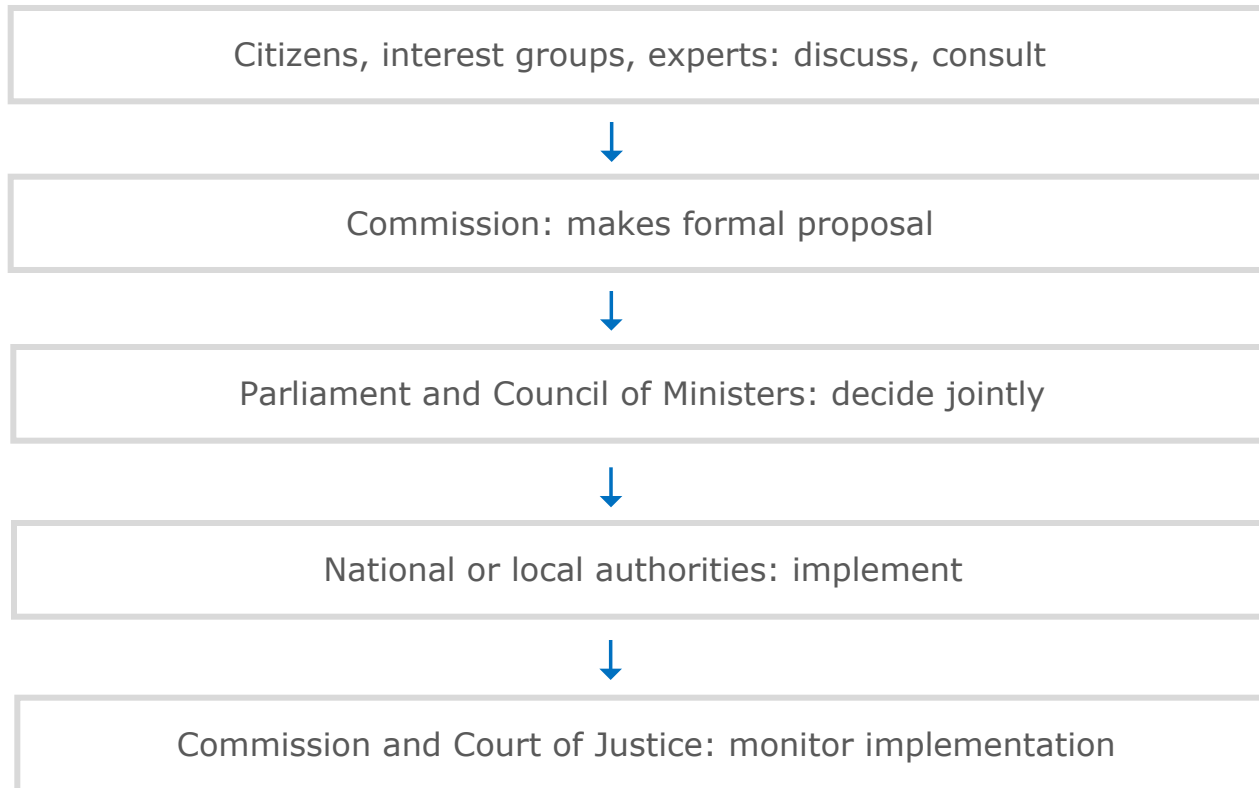 Citizens, interest groups, experts: discuss, consult
Commission: makes formal proposal
Parliament and Council of Ministers: decide jointly
National or local authorities: implement
Commission and Court of Justice: monitor implementation